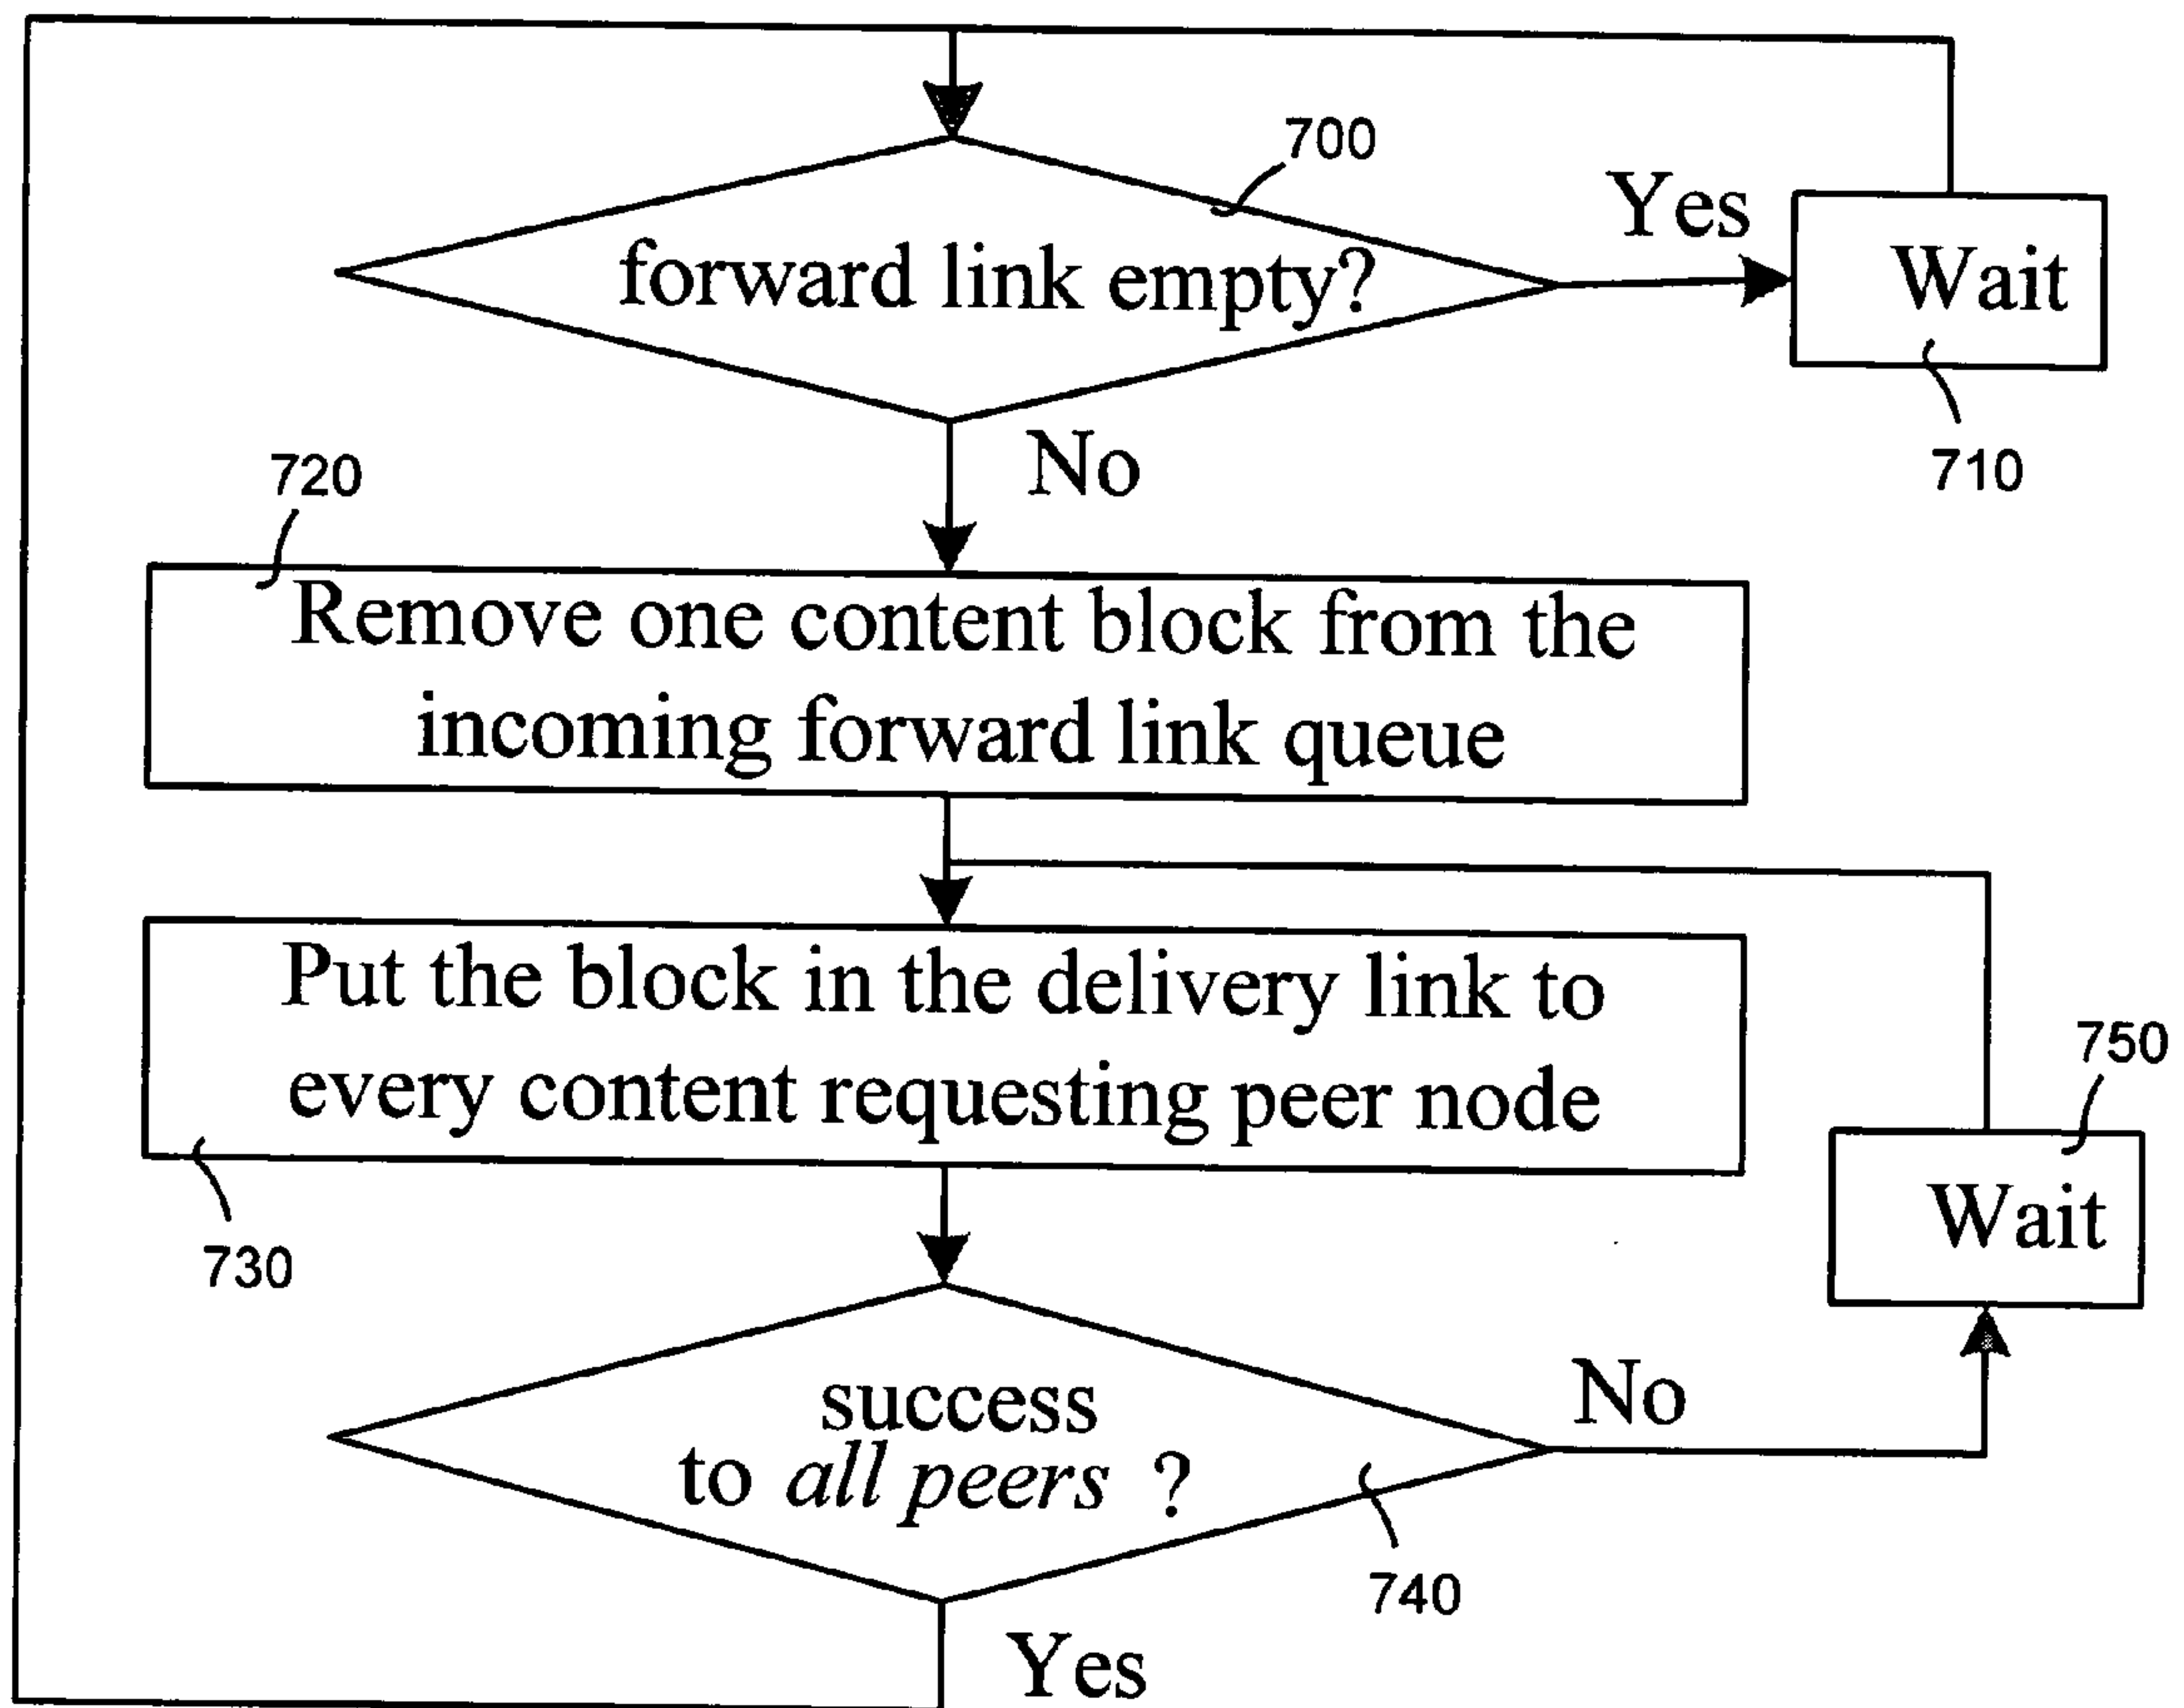 700
Yes
forward link empty?
Wait
No
710
720
Remove one content block from the
incoming forward link queue
Put the block in the delivery link to
every content requesting peer node
750
Wait
730
success
to all peers ?
No
740
Yes